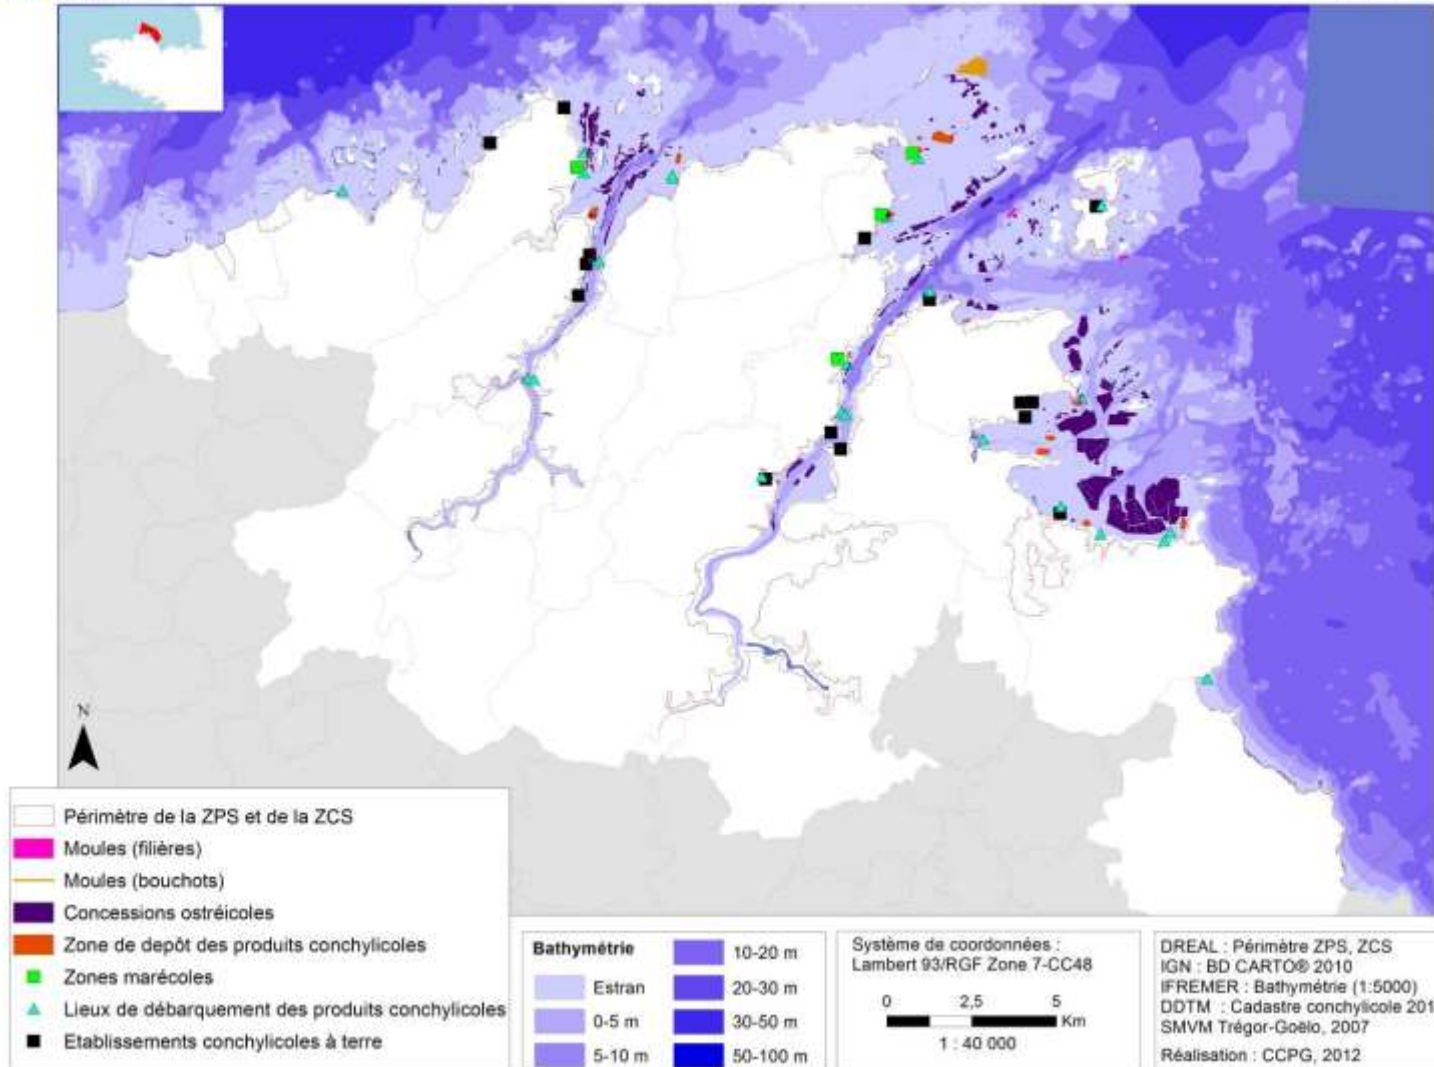 N
Périmètre de la ZPS et de la ZCS
Moules (filières)
Moules (bouchots)
Concessions ostréicoles
Zone de depôt des produits conchylicoles
Zones marécoles
Lieux de débarquement des produits conchylicoles
Etablissements conchylicoles à terre
Bathymétrie
Estran
0-5 m
5-10 m
10-20 m
20-30 m
30-50 m
50-100 m
Système de coordonnées :
Lambert 93/RGF Zone 7-CC48
0 2,5 5
Km
1 : 40 000
DREAL : Périmètre ZPS, ZCS
IGN : BD CARTO® 2010
IFREMER : Bathymétrie (1:5000)
DDTM : Cadastre conchylicole 201
SMVM Trégor-Goëlo, 2007
Réalisation : CCPG, 2012